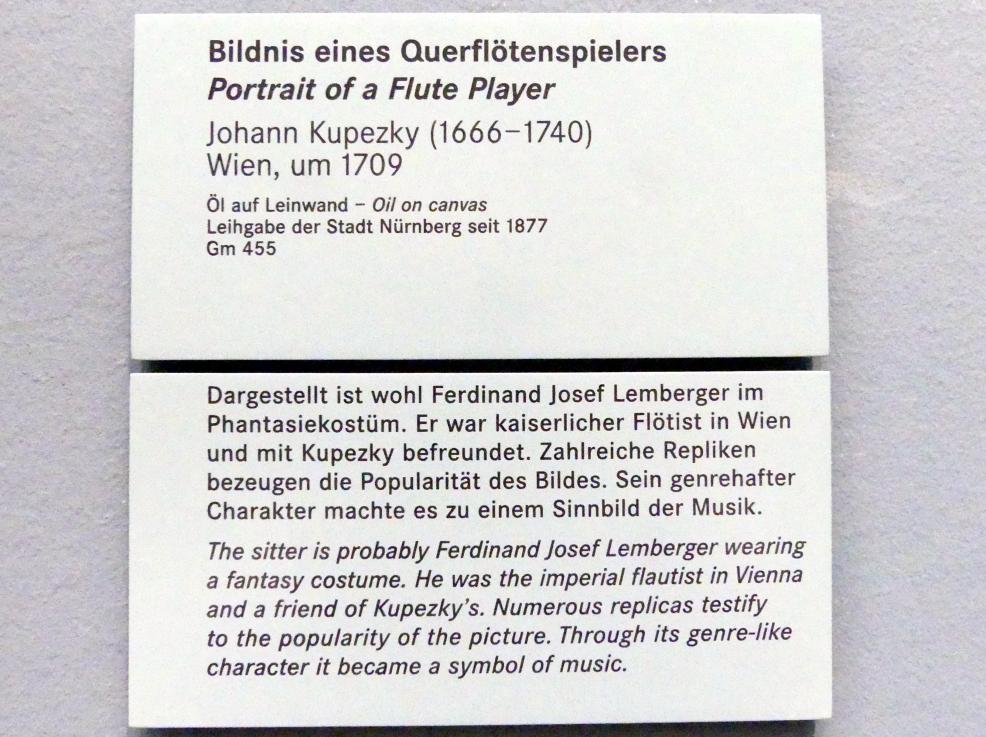 Bildnis eines Querflötenspielers
Portrait of a Flute Player
Johann Kupezky (1666–1740)
Wien, um 1709
Öl auf Leinwand – Oil on canvas
Leihgabe der Stadt Nürnberg seit 1877
Gm 455
Dargestellt ist wohl Ferdinand Josef Lemberger im
Phantasiekostüm. Er war kaiserlicher Flötist in Wien
und mit Kupezky befreundet. Zahlreiche Repliken
bezeugen die Popularität des Bildes. Sein genrehafter
Charakter machte es zu einem Sinnbild der Musik.
The sitter is probably Ferdinand Josef Lemberger wearing
a fantasy costume. He was the imperial flautist in Vienna
and a friend of Kupezky's. Numerous replicas testify
to the popularity of the picture. Through its genre-like
character it became a symbol of music.